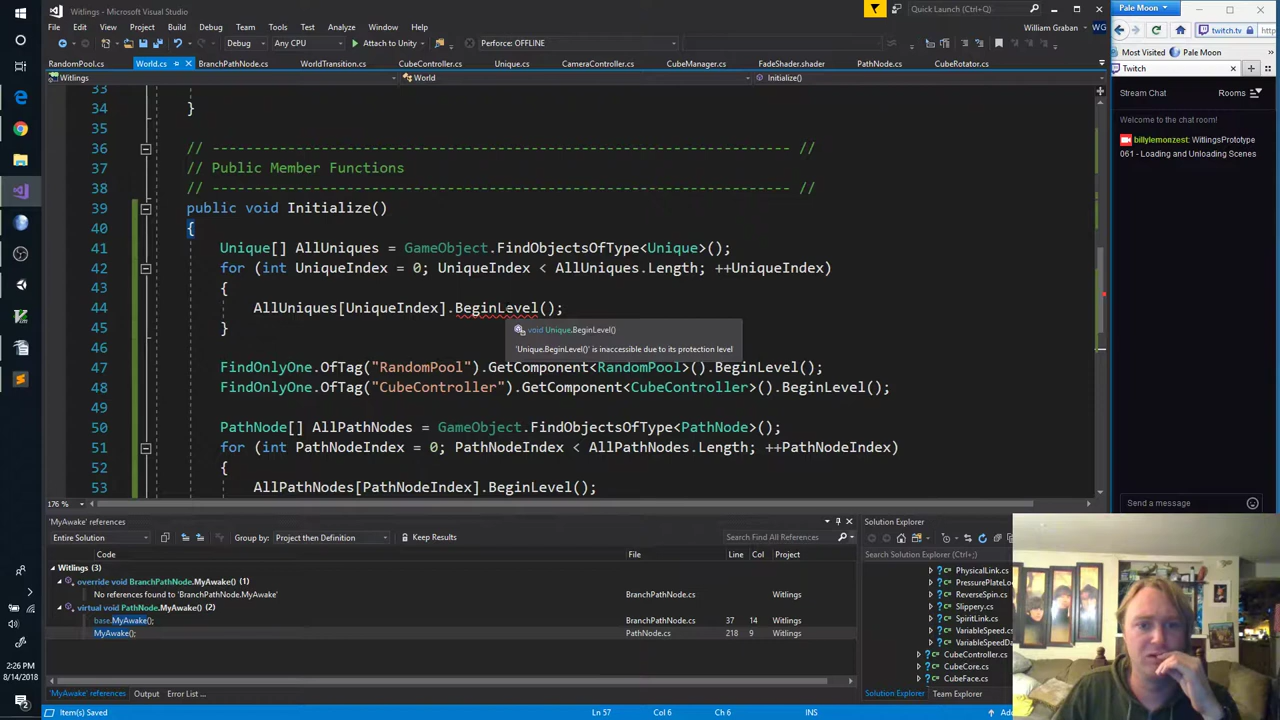 Witlings - Microsoft Visual Studio
Quick Launch (Ctrl+Q)
Pale Moon
File Edit View Project Build Debug Team Tools Test Analyze Window Help
William Graban WG
Debug Any CPU Attach to Unity Perforce: OFFLINE
twitch.tv http
Most Visited Pale Moon
RandomPool.cs World.cs BranchPathNode.cs WorldTransition.cs CubeController.cs Unique.cs CameraController.cs CubeManager.cs FadeShader.shader PathNode.cs CubeRotator.cs
Twitch
Witlings World Initialize()
Stream Chat Rooms
Welcome to the chat room!
billylemonzest: WitlingsPrototype
061 - Loading and Unloading Scenes
33
34 }
35
36 // --------------------------------------------------------------------- //
37 // Public Member Functions
38 // --------------------------------------------------------------------- //
39 public void Initialize()
40 {
41 Unique[] AllUniques = GameObject.FindObjectsOfType<Unique>();
42 for (int UniqueIndex = 0; UniqueIndex < AllUniques.Length; ++UniqueIndex)
43 {
44 AllUniques[UniqueIndex].BeginLevel();
45 }
void Unique.BeginLevel()
'Unique.BeginLevel()' is inaccessible due to its protection level
46
47 FindOnlyOne.OfTag("RandomPool").GetComponent<RandomPool>().BeginLevel();
48 FindOnlyOne.OfTag("CubeController").GetComponent<CubeController>().BeginLevel();
49
50 PathNode[] AllPathNodes = GameObject.FindObjectsOfType<PathNode>();
51 for (int PathNodeIndex = 0; PathNodeIndex < AllPathNodes.Length; ++PathNodeIndex)
52 {
53 AllPathNodes[PathNodeIndex].BeginLevel();
176 %
Send a message
'MyAwake' references
Solution Explorer
Entire Solution Group by: Project then Definition Keep Results Search Find All References
Search Solution Explorer (Ctrl+;)
Code File Line Col Project
Witlings (3)
override void BranchPathNode.MyAwake() (1)
No references found to 'BranchPathNode.MyAwake' BranchPathNode.cs Witlings
virtual void PathNode.MyAwake() (2)
base.MyAwake(); BranchPathNode.cs 37 14 Witlings
MyAwake(); PathNode.cs 218 9 Witlings
PhysicalLink.cs
ReverseSpin.cs
Slippery.cs
SpiritLink.cs
CubeController.cs
CubeCore.cs
CubeFace.cs
'MyAwake' references Output Error List ...
Solution Explorer Team Explorer
Item(s) Saved Ln 57 Col 6 Ch 6 INS
2:26 PM
8/14/2018
2